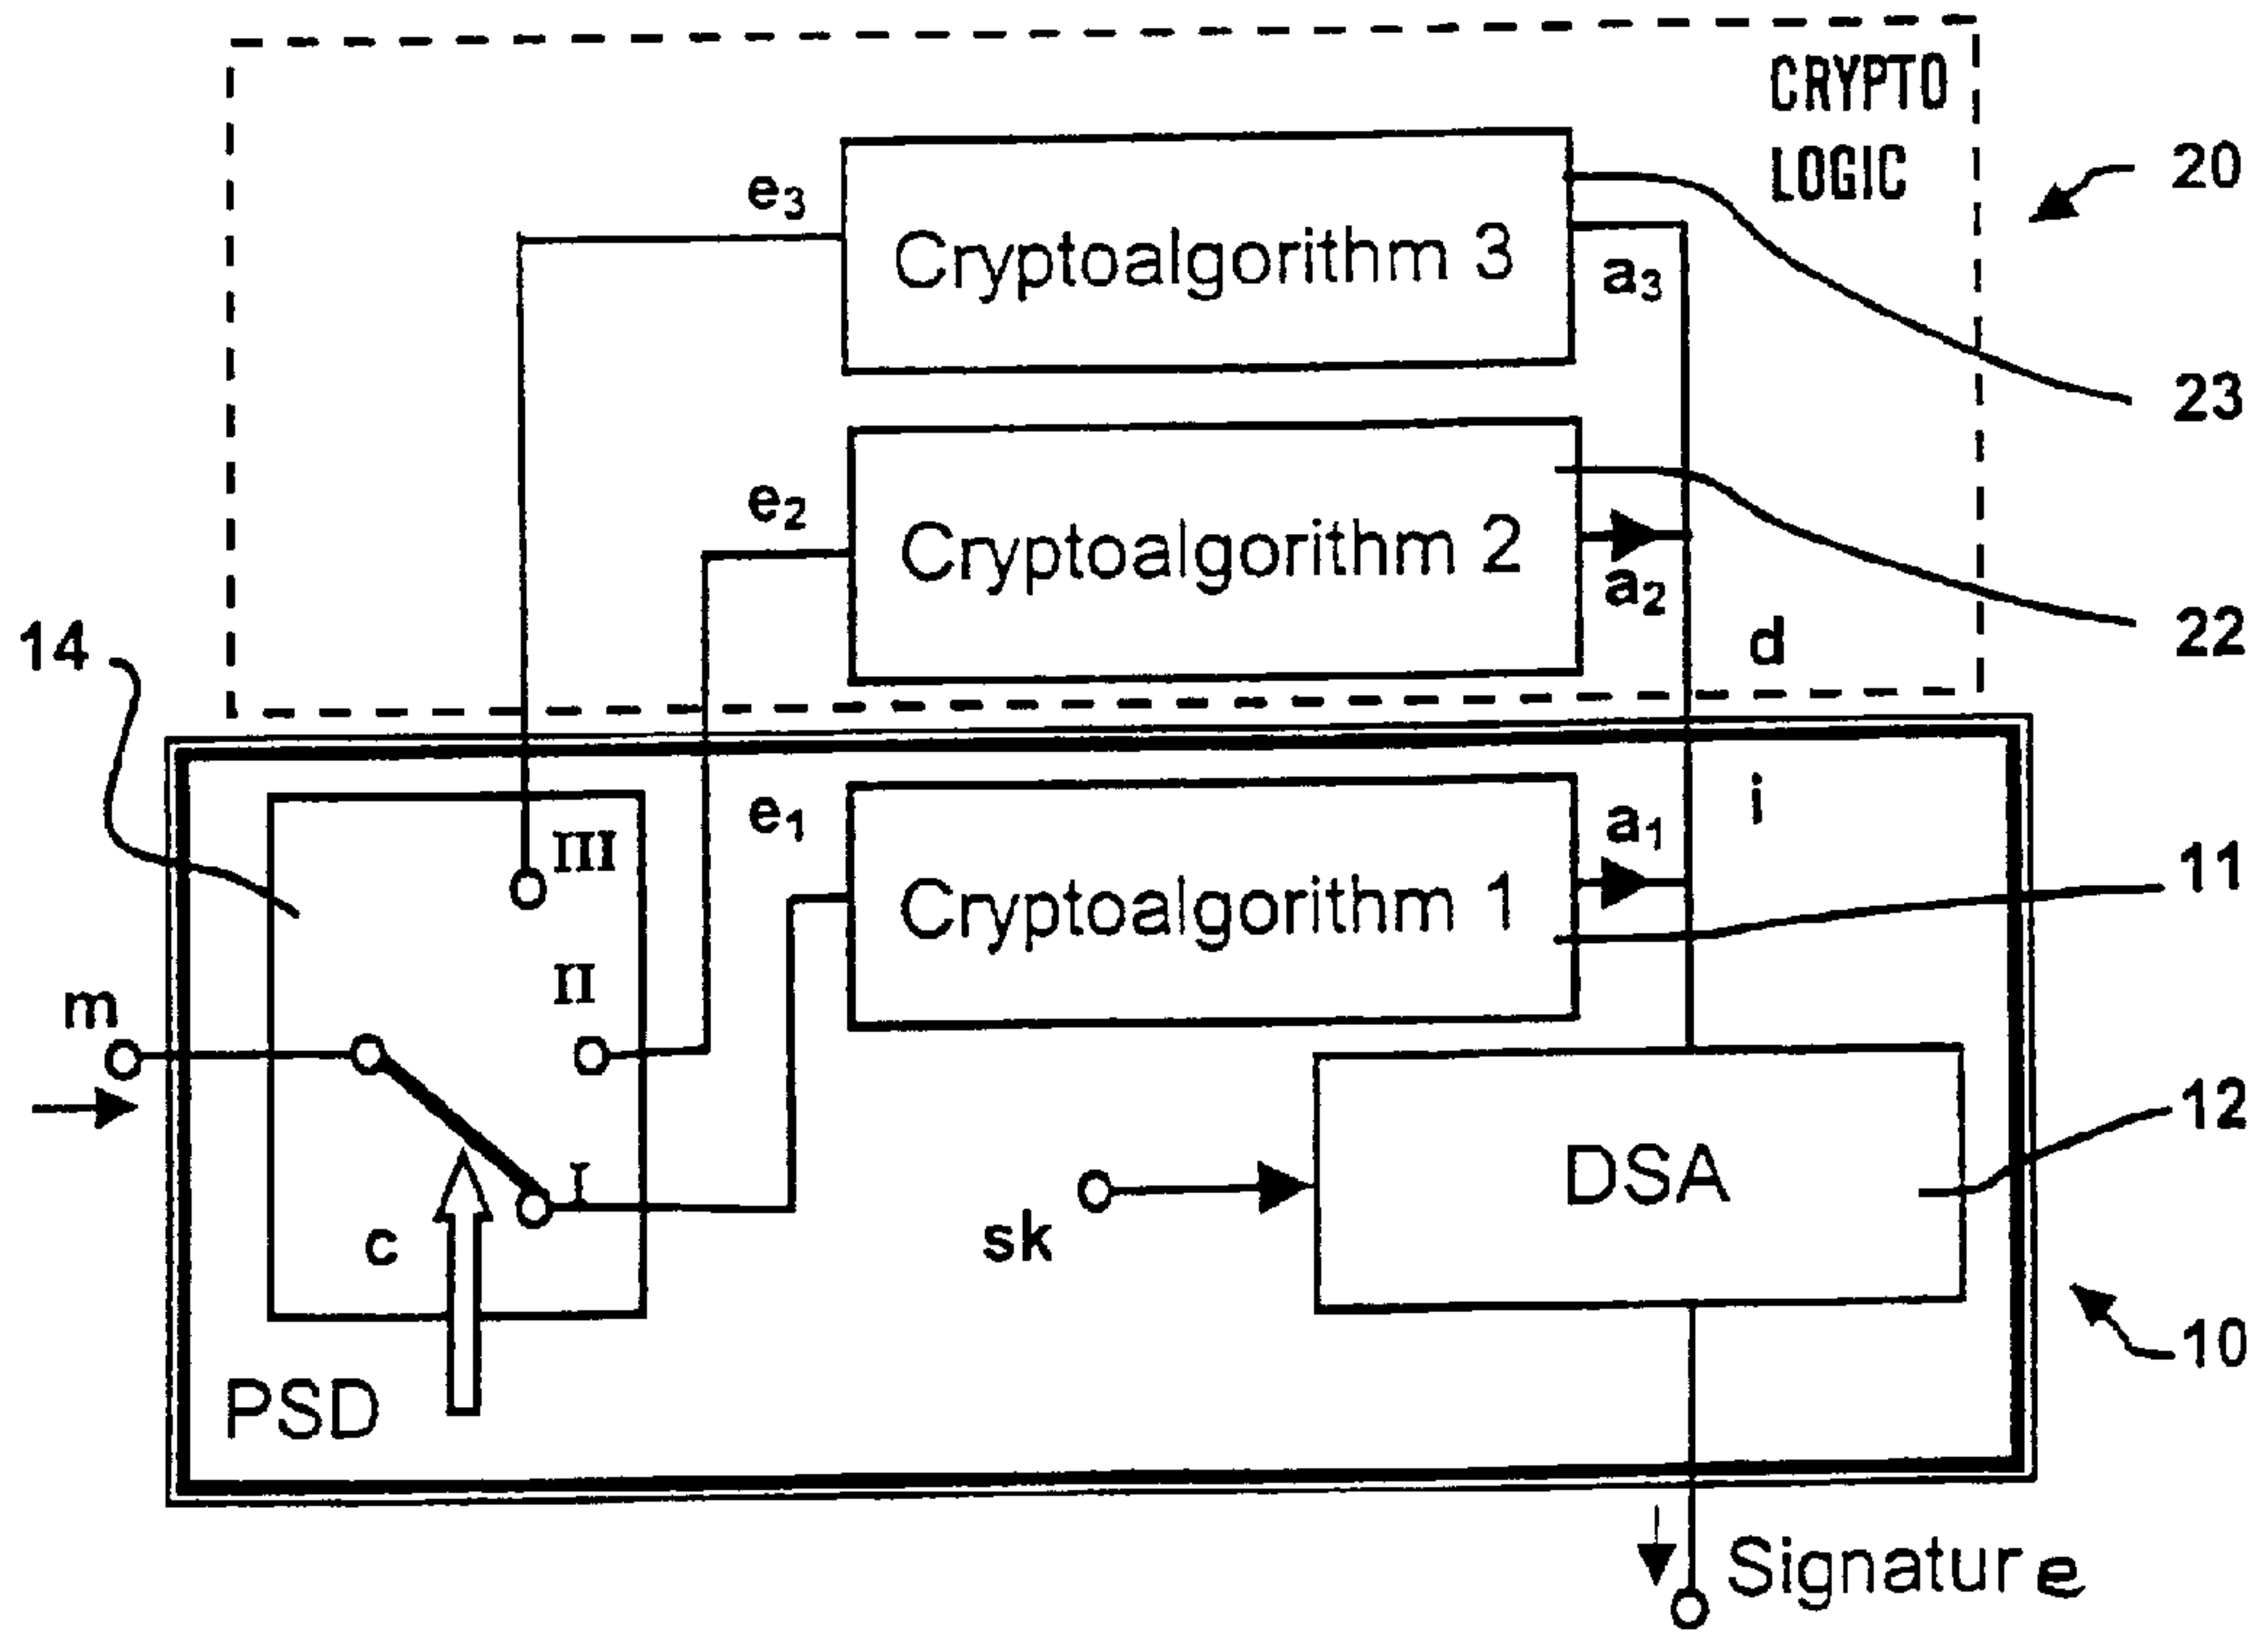 CRYPTO
LOGIC
20
e3
Cryptoalgorithm 3
a3
23
e2
Cryptoalgorithm 2
a2
22
14
d
i
e1
Cryptoalgorithm 1
a1
11
III
II
m
I
c
sk
DSA
12
10
PSD
Signature